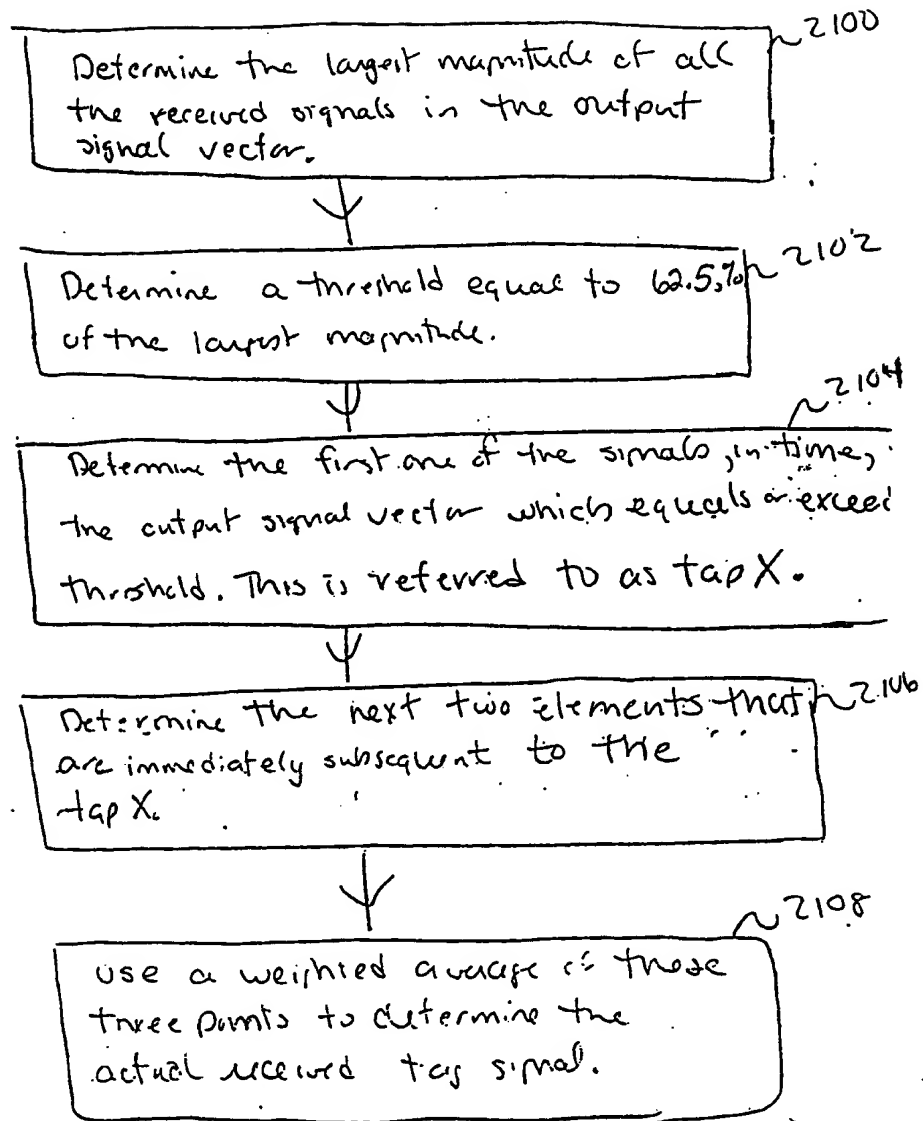 2100
Determine the largest magnitude of all
the received signals in the output
signal vector.
2102
Determine a threshold equal to 62.5%
of the largest magnitude.
2104
Determine the first one of the signals, in time,
the output signal vector which equals or exceed
threshold. This is referred to as tap X.
2106
Determine the next two elements that
are immediately subsequent to the
tap X.
2108
use a weighted average of these
three points to determine the
actual received tag signal.